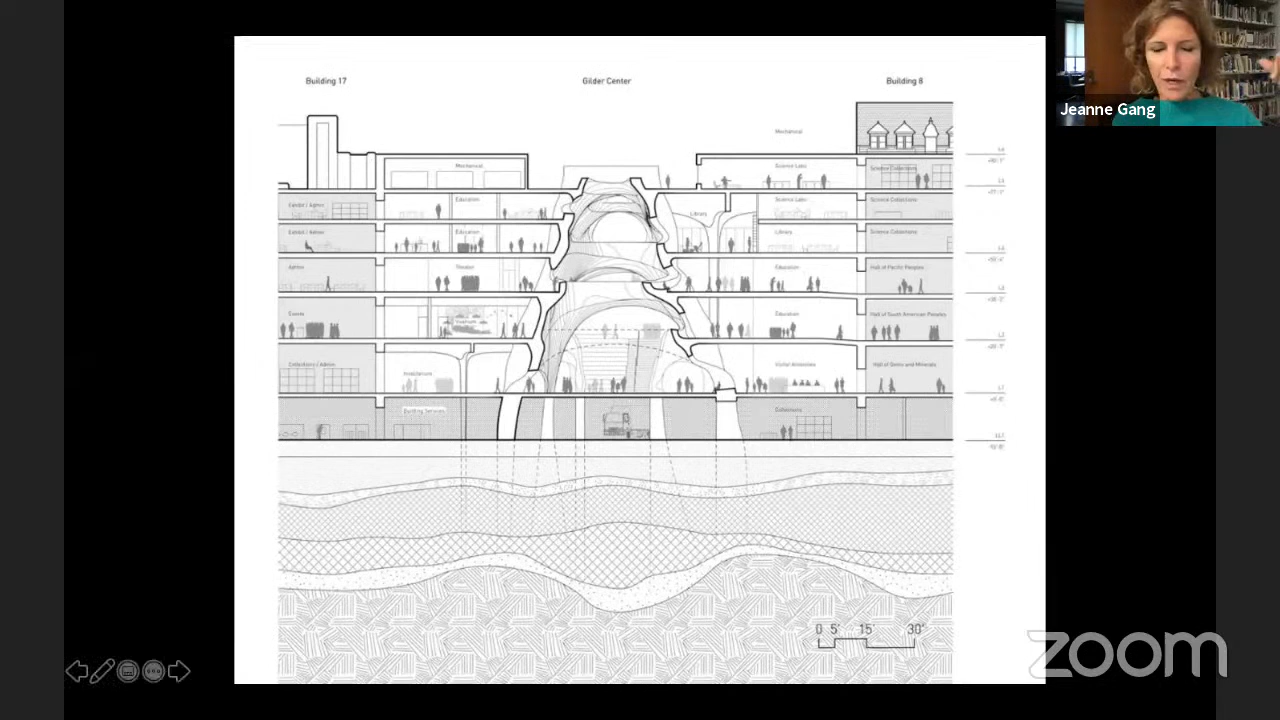 Jeanne Gang
Building 17
Gilder Center
Building 8
Mechanical
Mechanical
Science Labs
Science Collections
Exhibit / Admin
Education
Library
Science Labs
Science Collections
Exhibit / Admin
Education
Library
Science Collections
Admin
Theater
Education
Hall of Pacific Peoples
Events
Insectarium
Education
Hall of South American Peoples
Collections / Admin
Visitor Amenities
Hall of Gems and Minerals
Building Services
Collections
0 5' 15' 30'
zoom